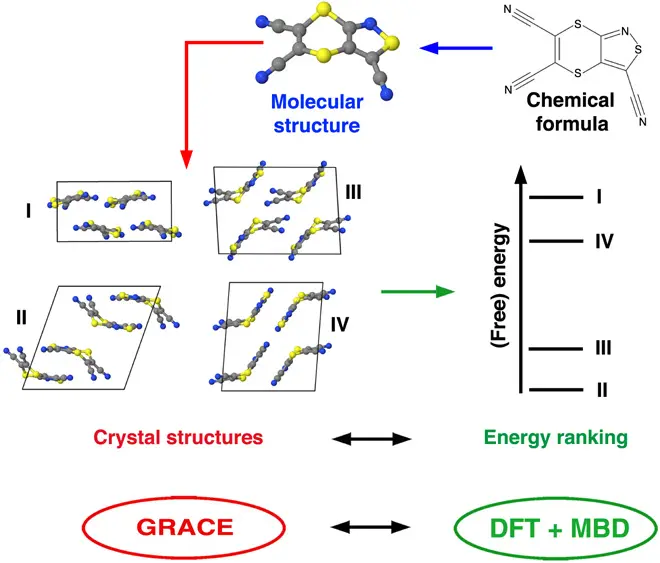 N
S
N
S
S
N
N
Molecular
structure
Chemical
formula
I
III
II
IV
(Free) energy
I
IV
III
II
Crystal structures
Energy ranking
GRACE
DFT + MBD